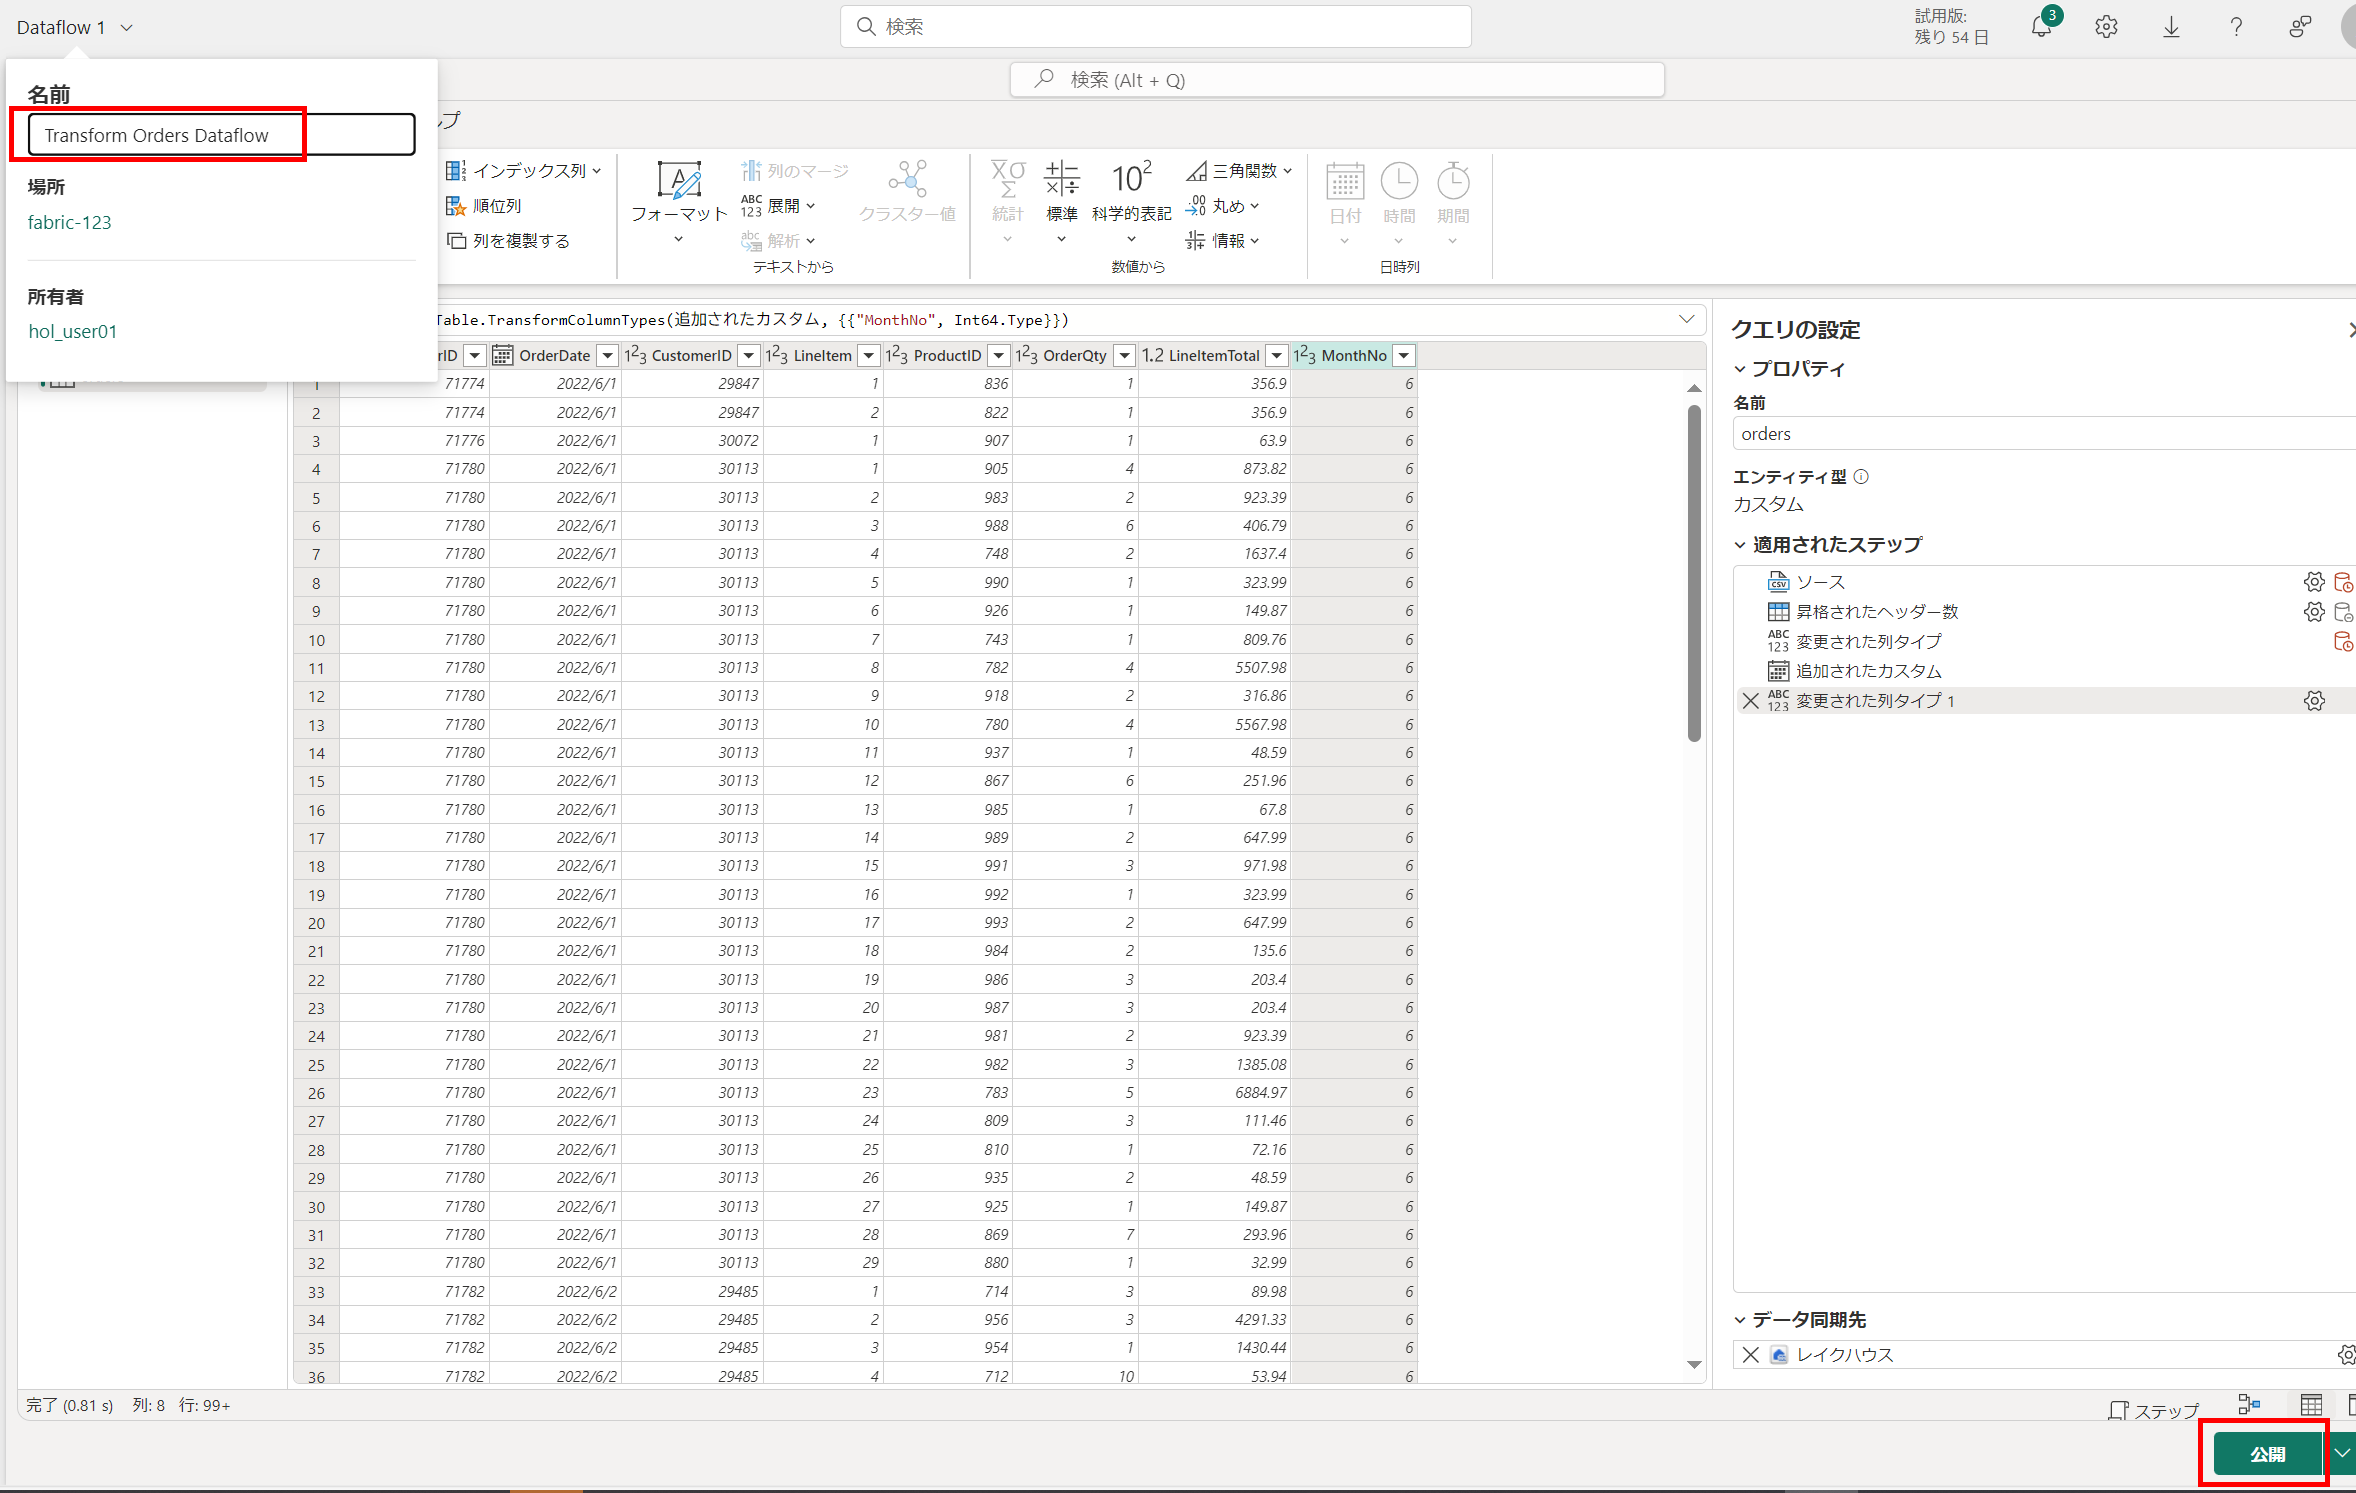 Dataflow 1
検索
試用版:
残り 54 日
3
名前
Transform Orders Dataflow
場所
fabric-123
所有者
hol_user01
検索 (Alt + Q)
ルプ
インデックス列
順位列
列を複製する
フォーマット
列のマージ
展開
解析
クラスター値
テキストから
統計
標準
科学的表記
三角関数
丸め
情報
数値から
日付
時間
期間
日時列
Table.TransformColumnTypes(追加されたカスタム, {{"MonthNo", Int64.Type}})
rID OrderDate CustomerID LineItem ProductID OrderQty LineItemTotal MonthNo
1 71774 2022/6/1 29847 1 836 1 356.9 6
2 71774 2022/6/1 29847 2 822 1 356.9 6
3 71776 2022/6/1 30072 1 907 1 63.9 6
4 71780 2022/6/1 30113 1 905 4 873.82 6
5 71780 2022/6/1 30113 2 983 2 923.39 6
6 71780 2022/6/1 30113 3 988 6 406.79 6
7 71780 2022/6/1 30113 4 748 2 1637.4 6
8 71780 2022/6/1 30113 5 990 1 323.99 6
9 71780 2022/6/1 30113 6 926 1 149.87 6
10 71780 2022/6/1 30113 7 743 1 809.76 6
11 71780 2022/6/1 30113 8 782 4 5507.98 6
12 71780 2022/6/1 30113 9 918 2 316.86 6
13 71780 2022/6/1 30113 10 780 4 5567.98 6
14 71780 2022/6/1 30113 11 937 1 48.59 6
15 71780 2022/6/1 30113 12 867 6 251.96 6
16 71780 2022/6/1 30113 13 985 1 67.8 6
17 71780 2022/6/1 30113 14 989 2 647.99 6
18 71780 2022/6/1 30113 15 991 3 971.98 6
19 71780 2022/6/1 30113 16 992 1 323.99 6
20 71780 2022/6/1 30113 17 993 2 647.99 6
21 71780 2022/6/1 30113 18 984 2 135.6 6
22 71780 2022/6/1 30113 19 986 3 203.4 6
23 71780 2022/6/1 30113 20 987 3 203.4 6
24 71780 2022/6/1 30113 21 981 2 923.39 6
25 71780 2022/6/1 30113 22 982 3 1385.08 6
26 71780 2022/6/1 30113 23 783 5 6884.97 6
27 71780 2022/6/1 30113 24 809 3 111.46 6
28 71780 2022/6/1 30113 25 810 1 72.16 6
29 71780 2022/6/1 30113 26 935 2 48.59 6
30 71780 2022/6/1 30113 27 925 1 149.87 6
31 71780 2022/6/1 30113 28 869 7 293.96 6
32 71780 2022/6/1 30113 29 880 1 32.99 6
33 71782 2022/6/2 29485 1 714 3 89.98 6
34 71782 2022/6/2 29485 2 956 3 4291.33 6
35 71782 2022/6/2 29485 3 954 1 1430.44 6
36 71782 2022/6/2 29485 4 712 10 53.94 6
クエリの設定
プロパティ
名前
orders
エンティティ型
カスタム
適用されたステップ
ソース
昇格されたヘッダー数
変更された列タイプ
追加されたカスタム
変更された列タイプ 1
データ同期先
レイクハウス
完了 (0.81 s) 列: 8 行: 99+
ステップ
公開